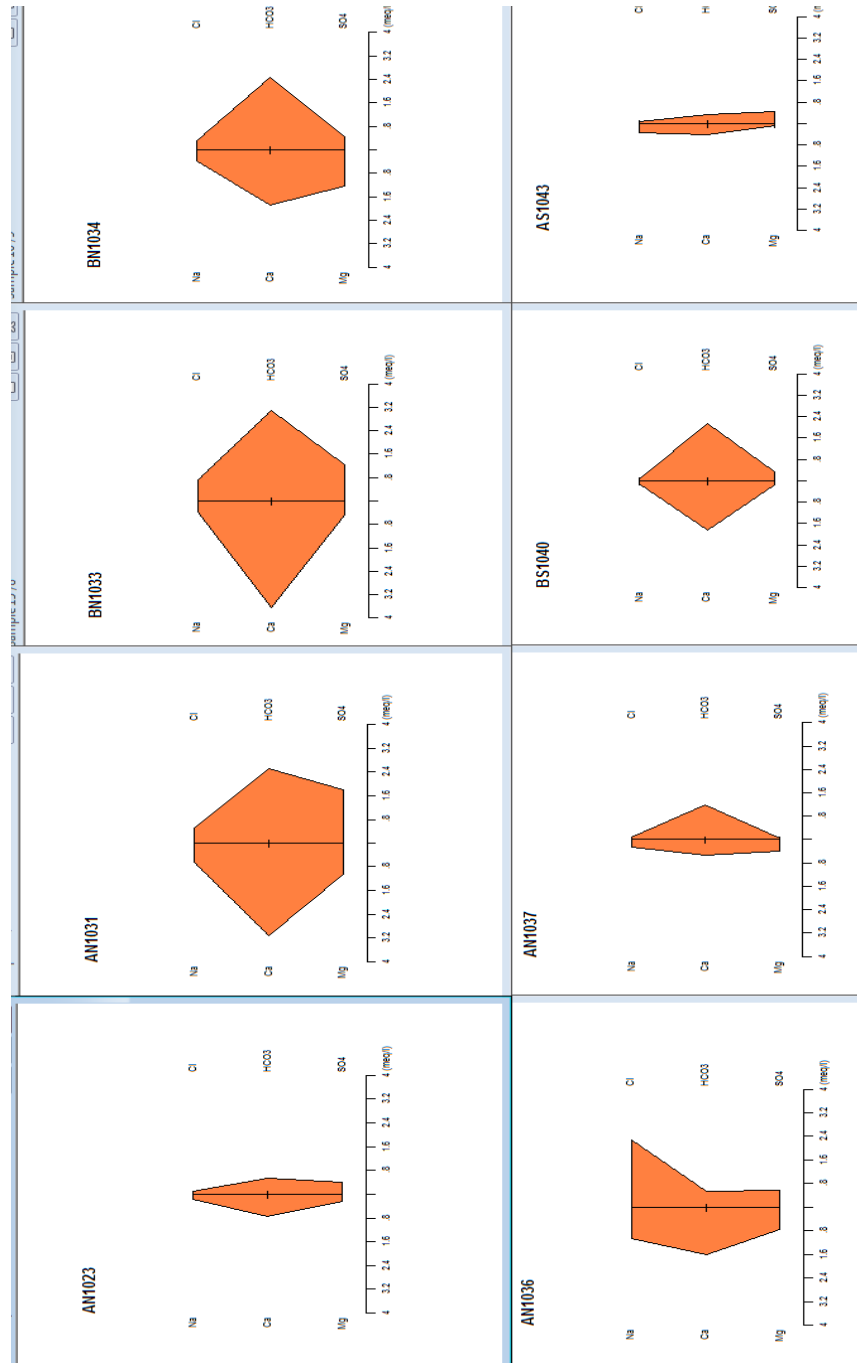 AN1023
Na Cl
Ca HCO3
Mg SO4
4 3.2 2.4 1.6 .8 .8 1.6 2.4 3.2 4 (meq/l)
AN1031
Na Cl
Ca HCO3
Mg SO4
4 3.2 2.4 1.6 .8 .8 1.6 2.4 3.2 4 (meq/l)
BN1033
Na Cl
Ca HCO3
Mg SO4
4 3.2 2.4 1.6 .8 .8 1.6 2.4 3.2 4 (meq/l)
BN1034
Na Cl
Ca HCO3
Mg SO4
4 3.2 2.4 1.6 .8 .8 1.6 2.4 3.2 4 (meq/
AN1036
Na Cl
Ca HCO3
Mg SO4
4 3.2 2.4 1.6 .8 .8 1.6 2.4 3.2 4 (meq/l)
AN1037
Na Cl
Ca HCO3
Mg SO4
4 3.2 2.4 1.6 .8 .8 1.6 2.4 3.2 4 (meq/l)
BS1040
Na Cl
Ca HCO3
Mg SO4
4 3.2 2.4 1.6 .8 .8 1.6 2.4 3.2 4 (meq/l)
AS1043
Na Cl
Ca
Mg
4 3.2 2.4 1.6 .8 .8 1.6 2.4 3.2 4